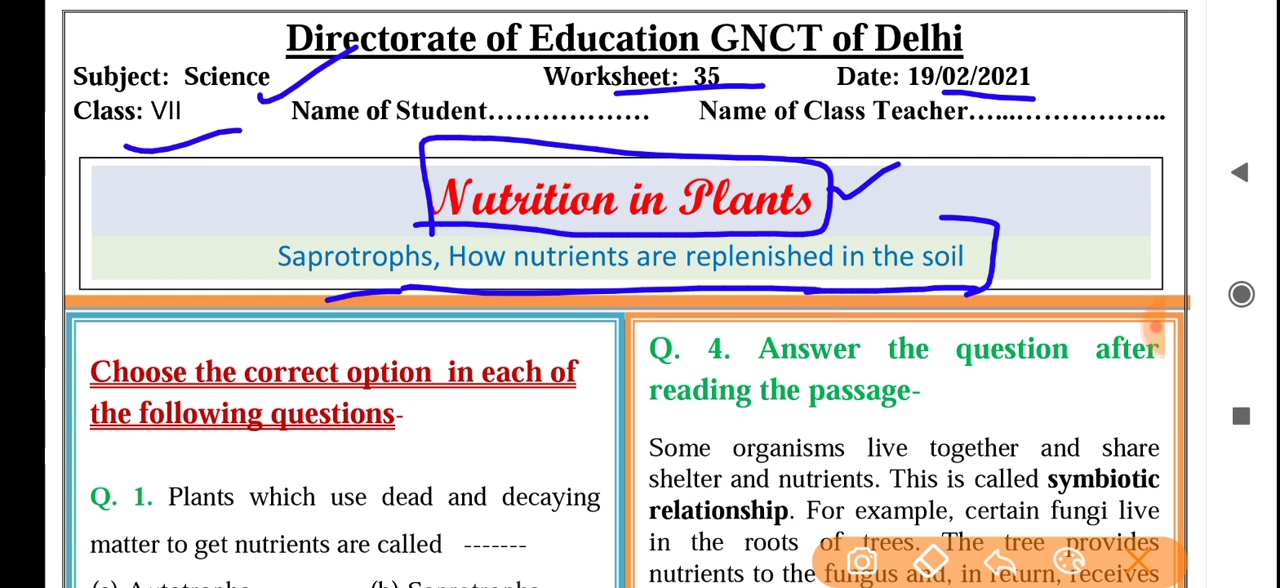 Directorate of Education GNCT of Delhi
Subject: Science Worksheet: 35 Date: 19/02/2021
Class: VII Name of Student……………… Name of Class Teacher…...……………..
Nutrition in Plants
Saprotrophs, How nutrients are replenished in the soil
Choose the correct option in each of
the following questions-
Q. 1. Plants which use dead and decaying
matter to get nutrients are called -------
Q. 4. Answer the question after
reading the passage-
Some organisms live together and share
shelter and nutrients. This is called symbiotic
relationship. For example, certain fungi live
in the roots of trees. The tree provides
nutrients to the fungus and, in return, receives